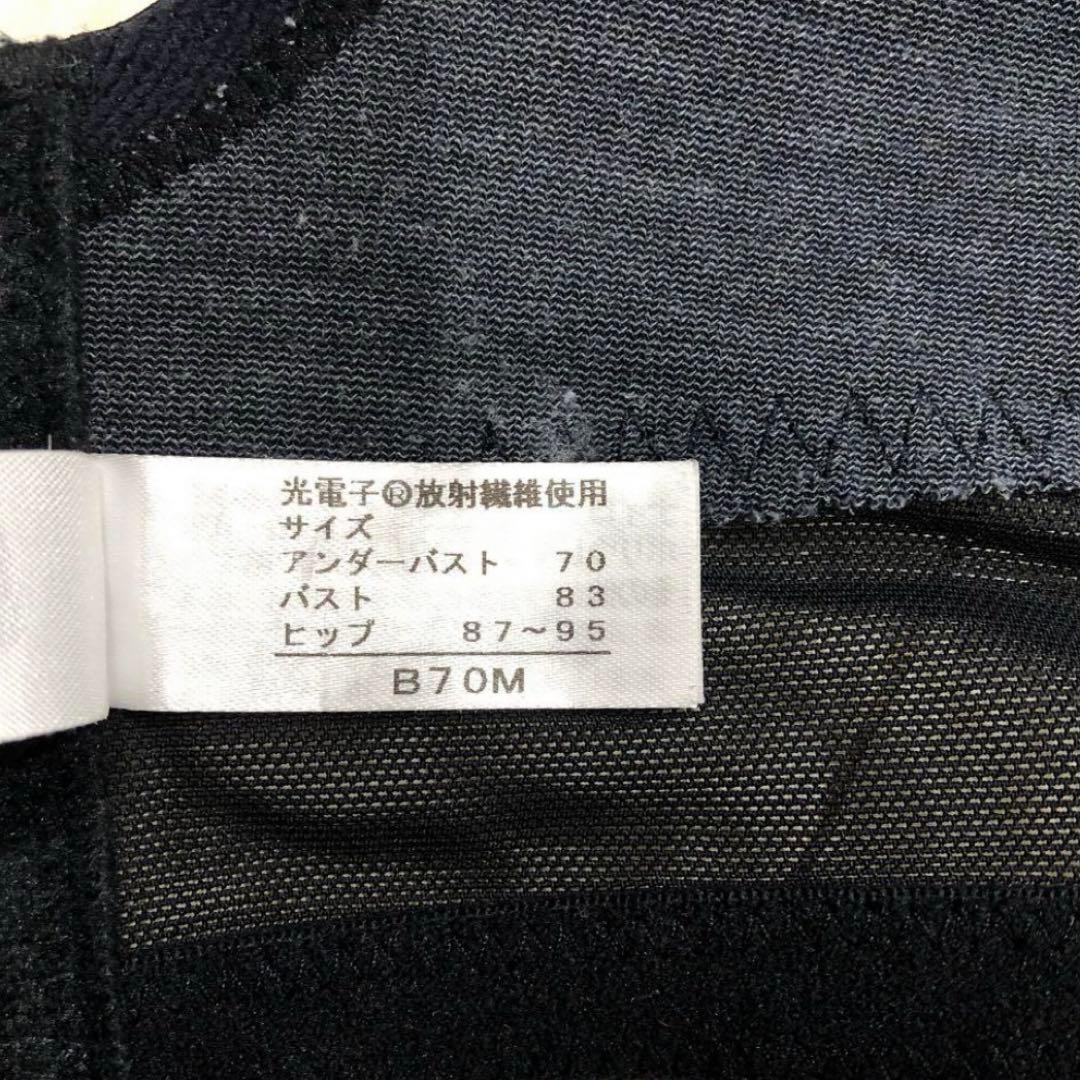 光電子®放射繊維使用
サイズ
アンダーバスト 70
バスト 83
ヒップ 87～95
B70M